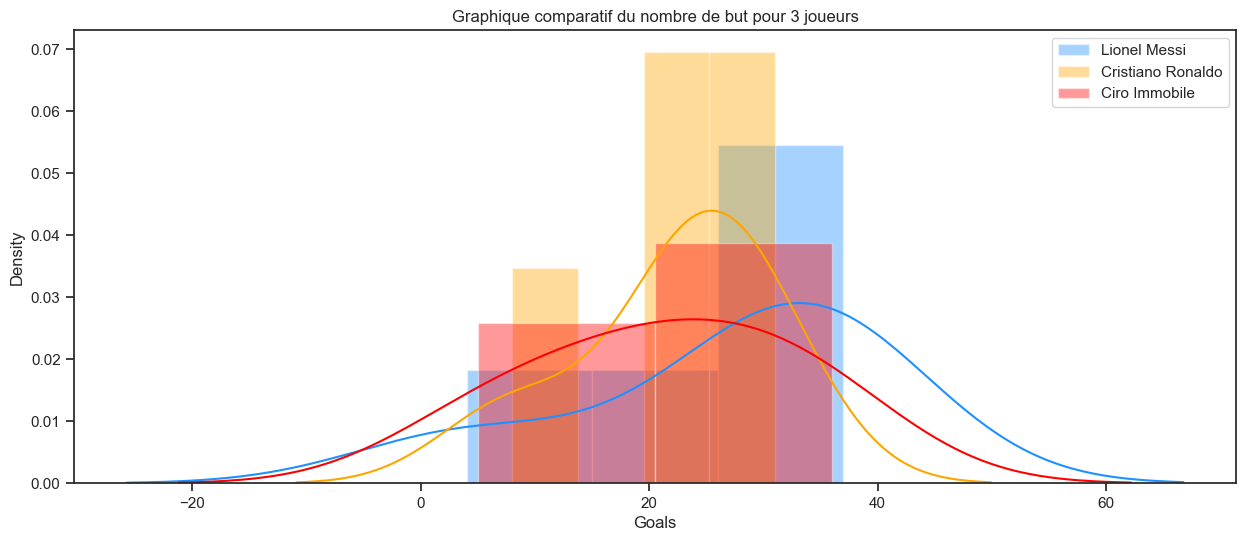 Graphique comparatif du nombre de but pour 3 joueurs
Lionel Messi
Cristiano Ronaldo
Ciro Immobile
Density
0.07
0.06
0.05
0.04
0.03
0.02
0.01
0.00
−20
0
20
40
60
Goals